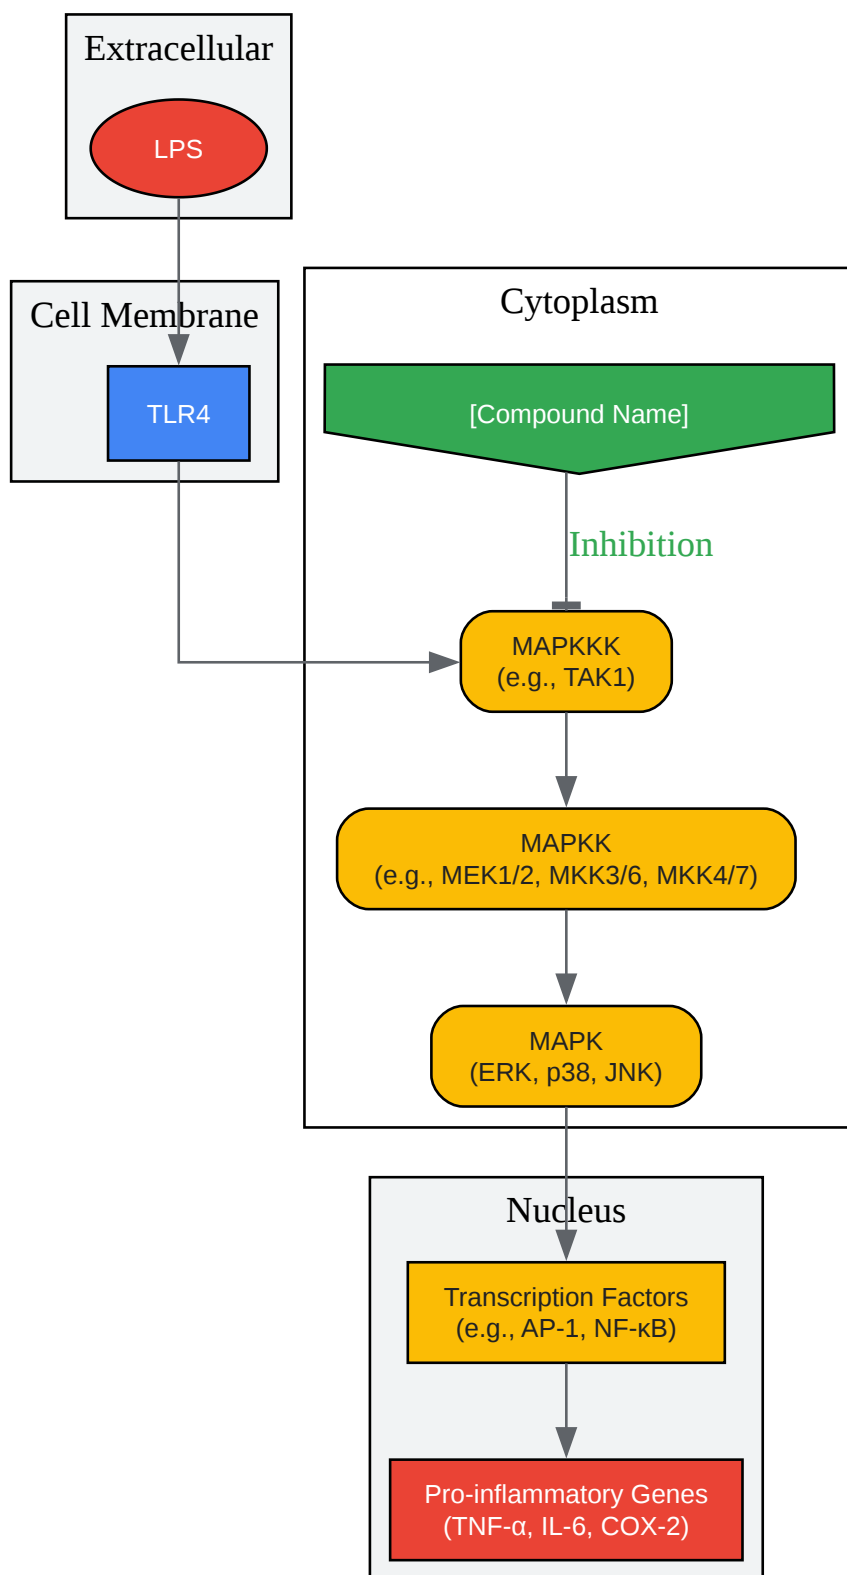 Extracellular
LPS
Cell Membrane
TLR4
Cytoplasm
[Compound Name]
Inhibition
MAPKKK
(e.g., TAK1)
MAPKK
(e.g., MEK1/2, MKK3/6, MKK4/7)
MAPK
(ERK, p38, JNK)
Nucleus
Transcription Factors
(e.g., AP-1, NF-κB)
Pro-inflammatory Genes
(TNF-α, IL-6, COX-2)